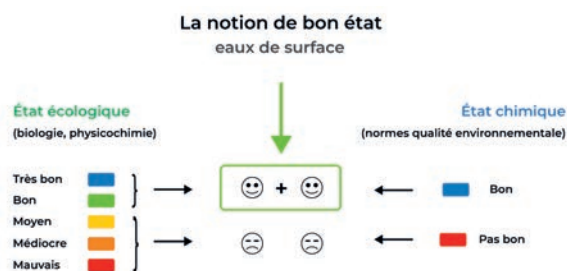 La notion de bon état
eaux de surface
État écologique
(biologie, physicochimie)
État chimique
(normes qualité environnementale)
Très bon
Bon
Moyen
Médiocre
Mauvais
+
Bon
Pas bon